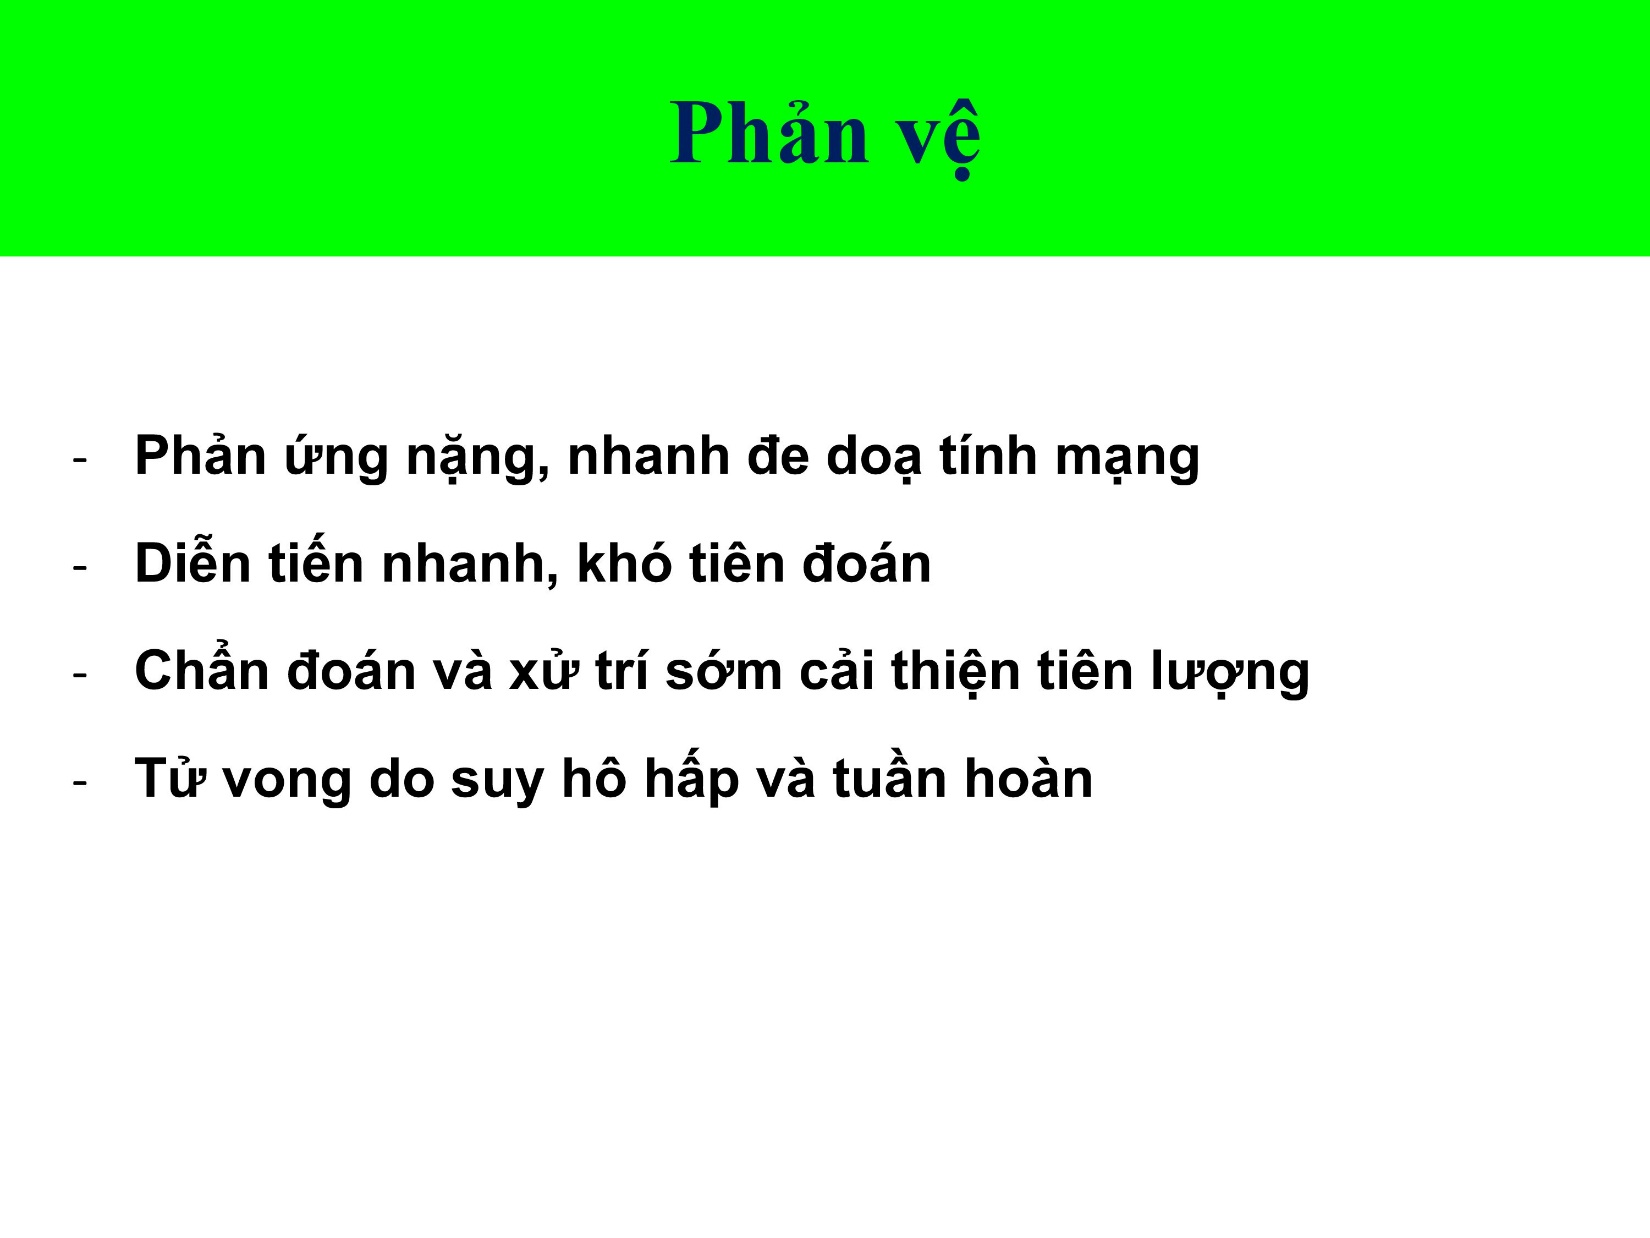 Phản vệ
- Phản ứng nặng, nhanh đe doạ tính mạng
- Diễn tiến nhanh, khó tiên đoán
- Chẩn đoán và xử trí sớm cải thiện tiên lượng
- Tử vong do suy hô hấp và tuần hoàn